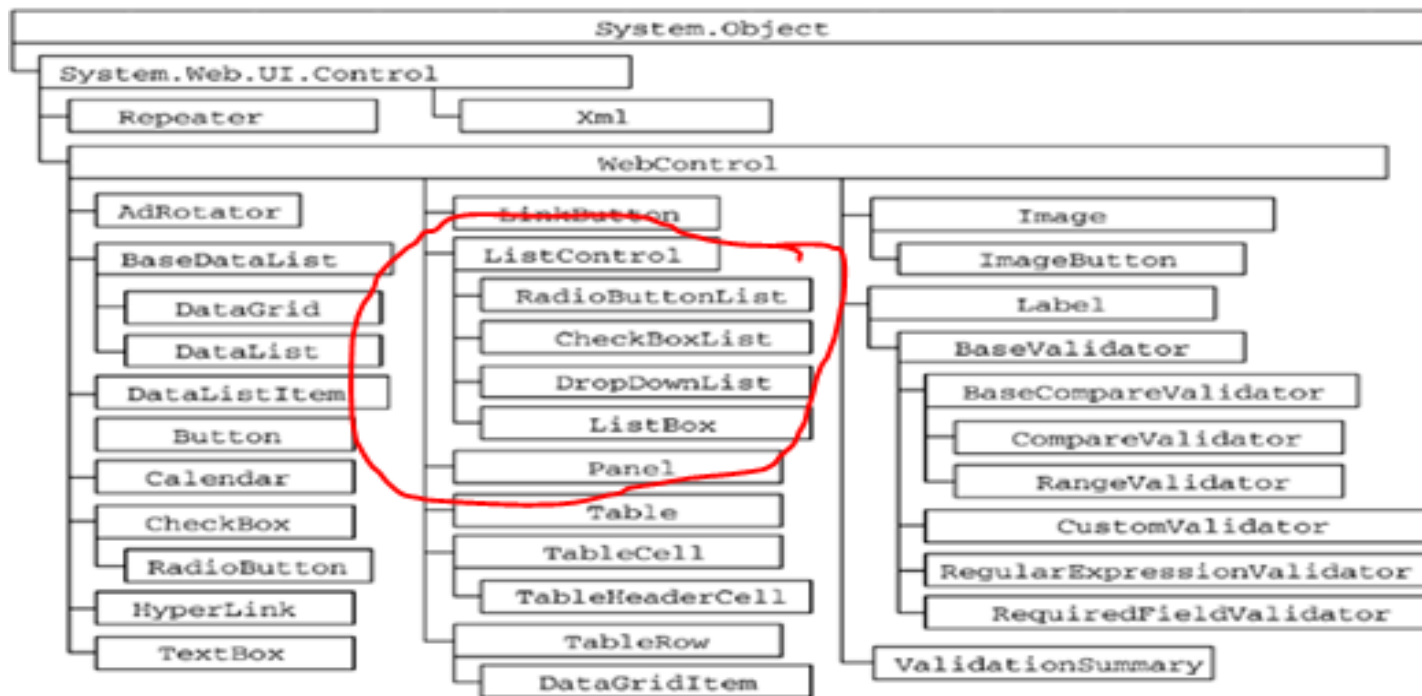 System.Object
System.Web.UI.Control
Repeater
Xml
WebControl
AdRotator
BaseDataList
DataGrid
DataList
DataListItem
Button
Calendar
CheckBox
RadioButton
HyperLink
TextBox
LinkButton
ListControl
RadioButtonList
CheckBoxList
DropDownList
ListBox
Panel
Table
TableCell
TableHeaderCell
TableRow
DataGridItem
Image
ImageButton
Label
BaseValidator
BaseCompareValidator
CompareValidator
RangeValidator
CustomValidator
RegularExpressionValidator
RequiredFieldValidator
ValidationSummary